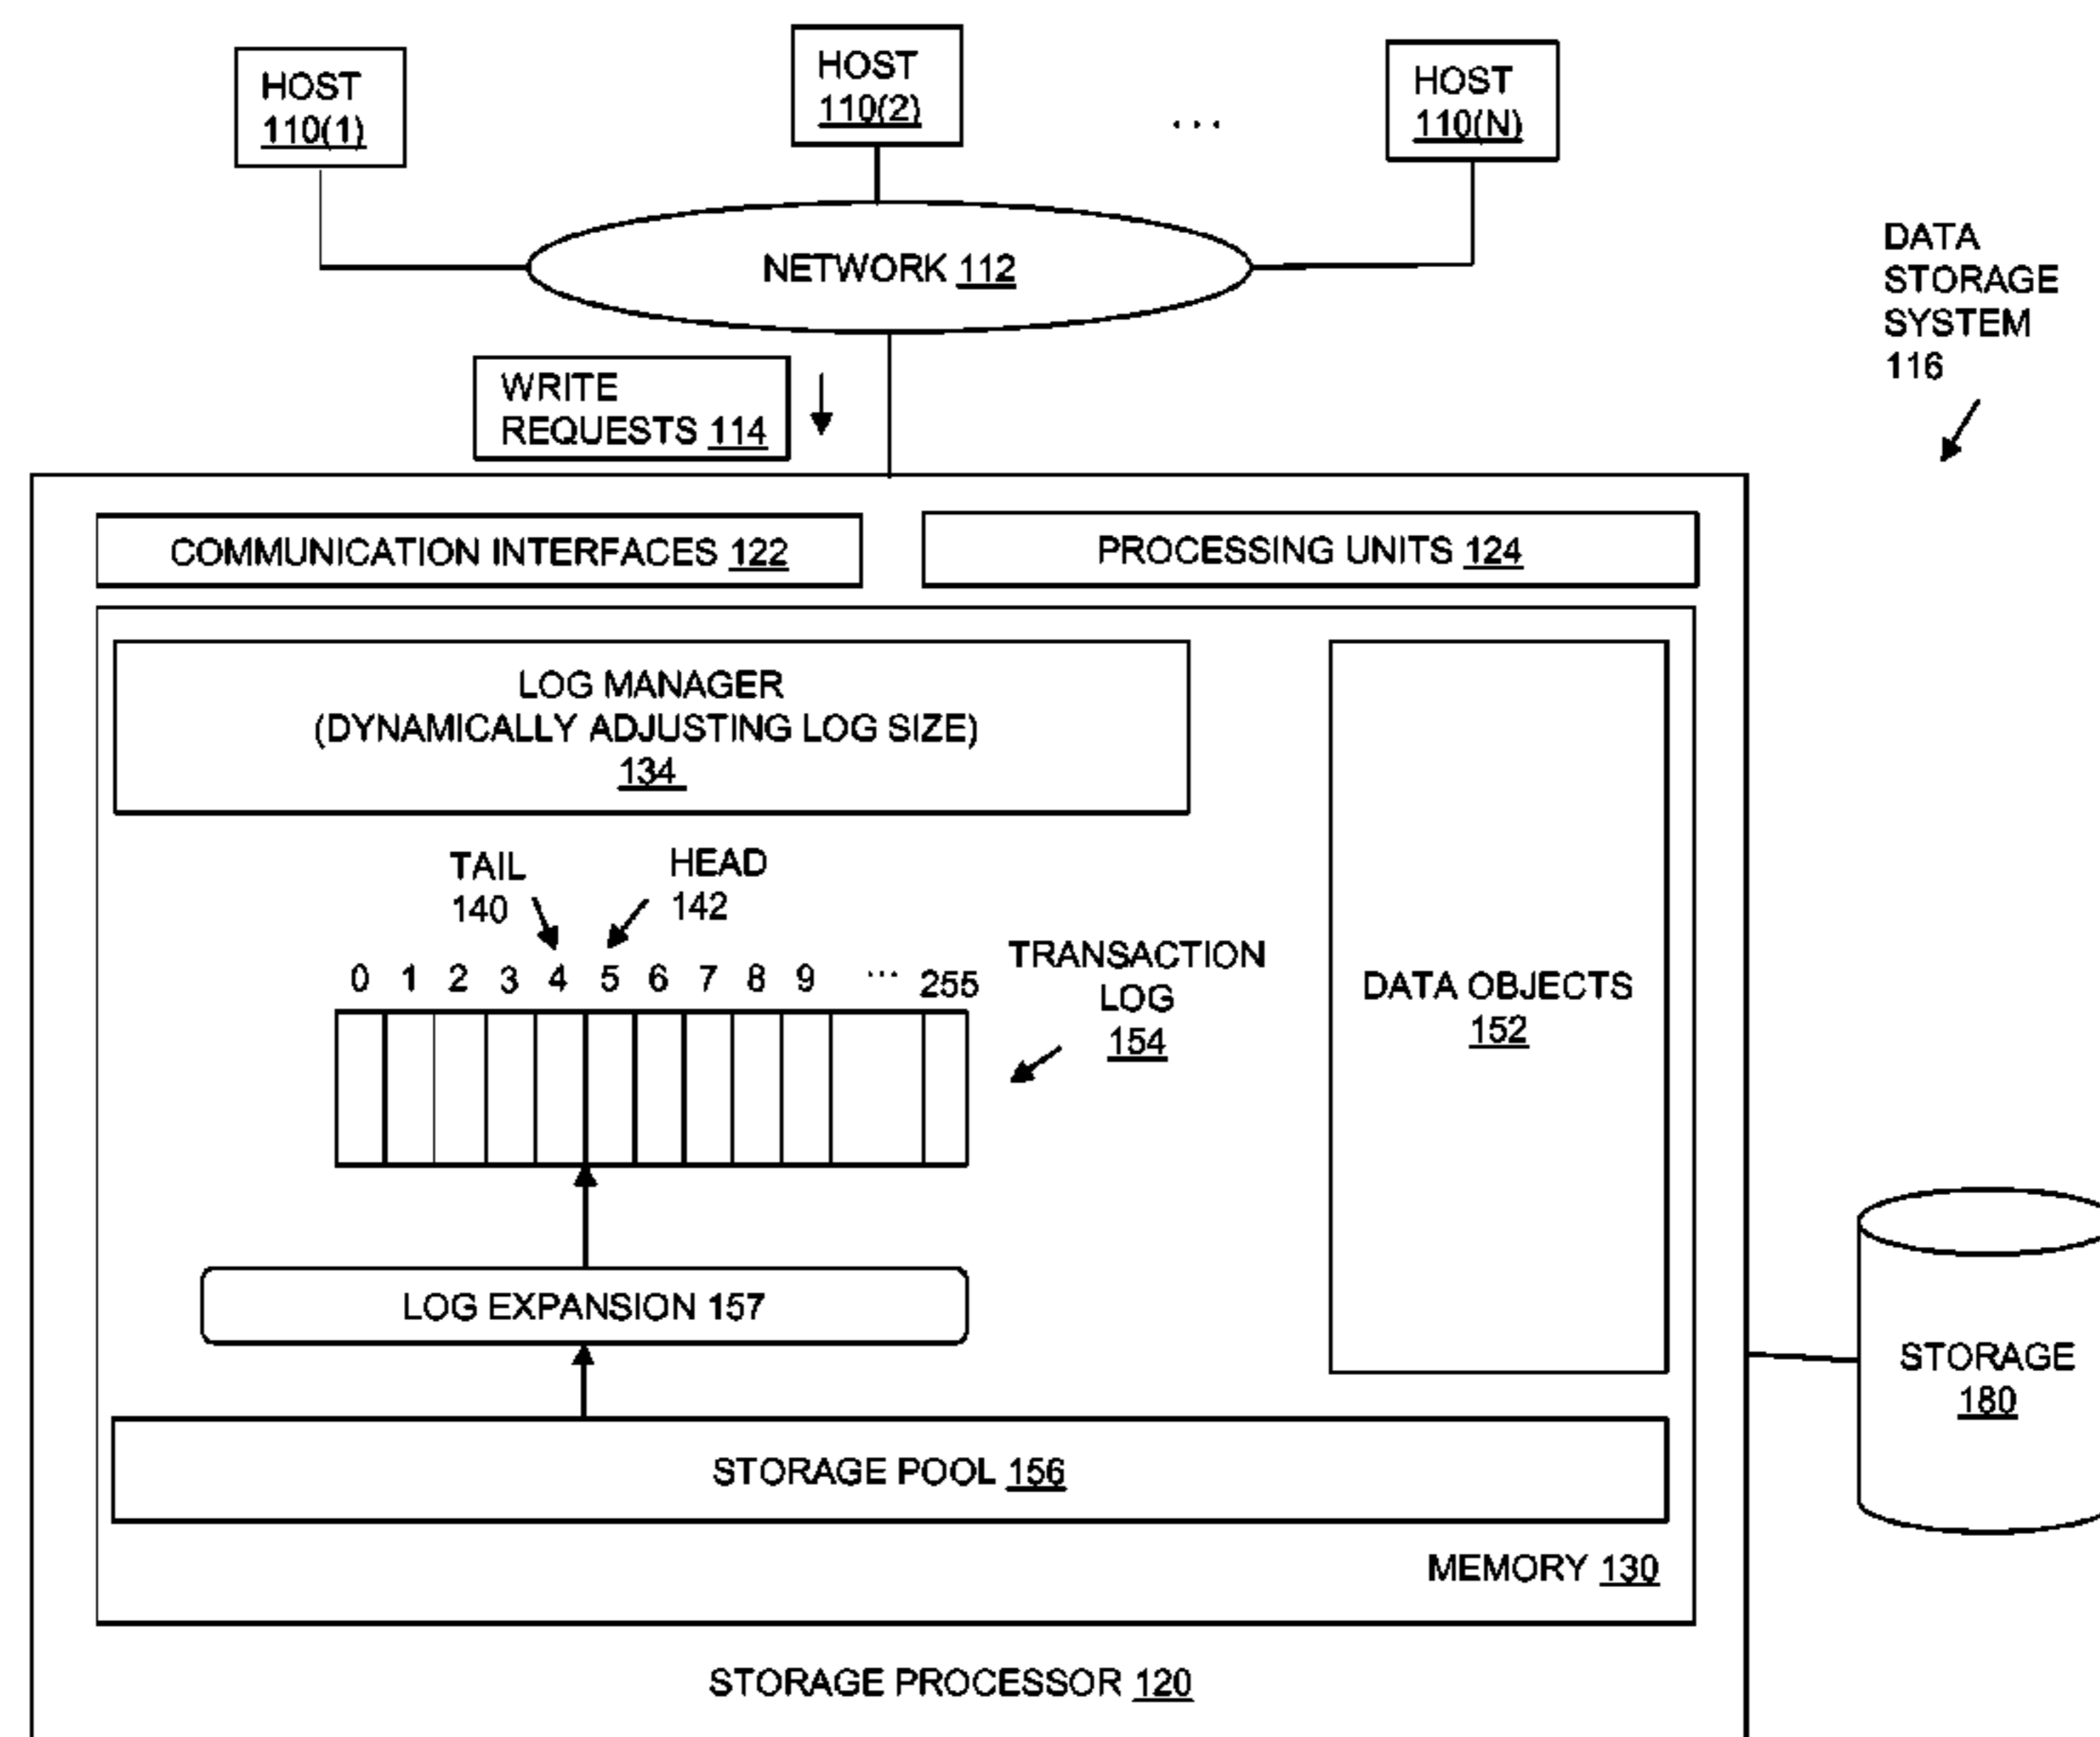 HOST
110(1)
HOST
110(2)
...
HOST
110(N)
NETWORK 112
DATA
STORAGE
SYSTEM
116
WRITE
REQUESTS 114
COMMUNICATION INTERFACES 122
PROCESSING UNITS 124
LOG MANAGER
(DYNAMICALLY ADJUSTING LOG SIZE)
134
TAIL
140
HEAD
142
0 1 2 3 4 5 6 7 8 9 ... 255
TRANSACTION
LOG
154
DATA OBJECTS
152
LOG EXPANSION 157
STORAGE POOL 156
MEMORY 130
STORAGE PROCESSOR 120
STORAGE
180